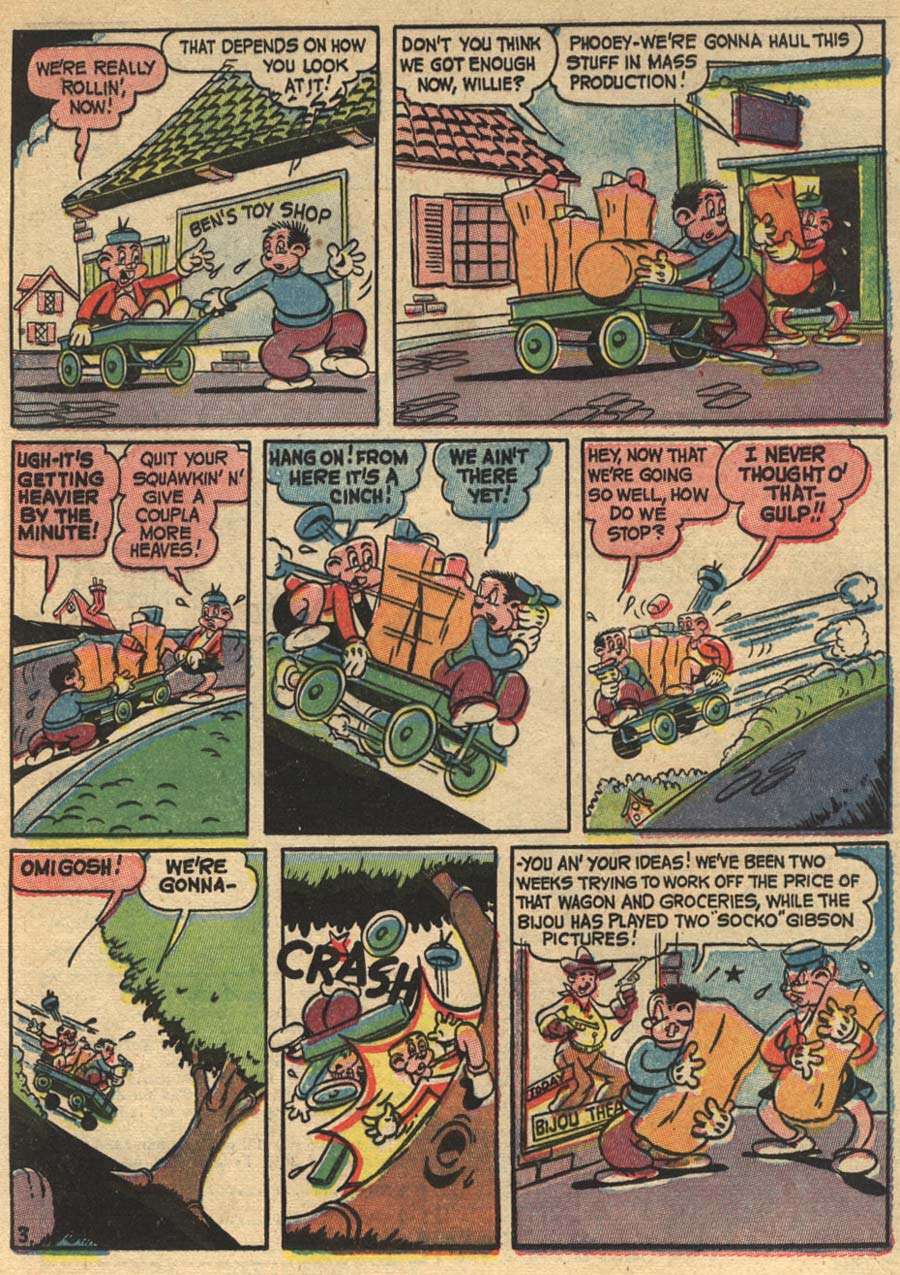 WE'RE REALLY
'ROLLIN',
NOW!
THAT DEPENDS ON HOW
YOU LOOK
AT IT!
BEN'S TOY SHOP
DON'T YOU THINK
WE GOT ENOUGH
NOW, WILLIE?
PHOOEY-WE'RE GONNA HAUL THIS
STUFF IN MASS
PRODUCTION!
UGH-IT'S
GETTING
HEAVIER
BY THE
MINUTE!
QUIT YOUR
SQUAWKIN' N'
GIVE A
COUPLA
MORE
HEAVES!
HANG ON! FROM
HERE IT'S A
CINCH!
WE AIN'T
THERE
YET!
HEY, NOW THAT
WE'RE GOING
SO WELL, HOW
DO WE
STOP?
I NEVER
THOUGHT O'
THAT-
GULP!!
OMIGOSH!
WE'RE
GONNA-
3.
CRASH
-YOU AN' YOUR IDEAS! WE'VE BEEN TWO
WEEKS TRYING TO WORK OFF THE PRICE OF
THAT WAGON AND GROCERIES, WHILE THE
BIJOU HAS PLAYED TWO "SOCKO" GIBSON
PICTURES!
TODAY
BIJOU THEA